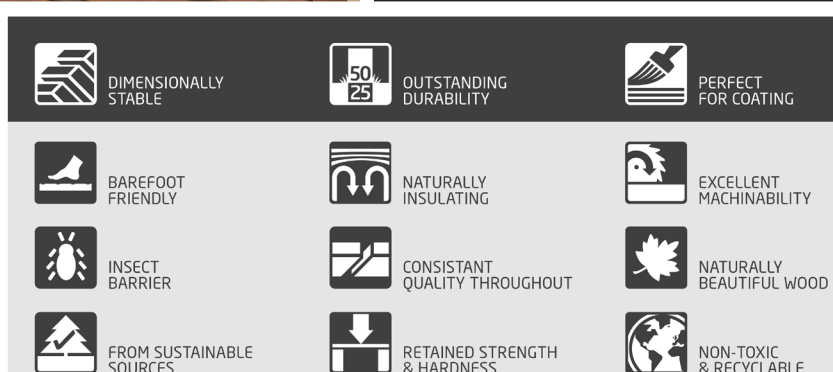 DIMENSIONALLY
STABLE
50
25
OUTSTANDING
DURABILITY
PERFECT
FOR COATING
BAREFOOT
FRIENDLY
NATURALLY
INSULATING
EXCELLENT
MACHINABILITY
INSECT
BARRIER
CONSISTANT
QUALITY THROUGHOUT
NATURALLY
BEAUTIFUL WOOD
FROM SUSTAINABLE
SOURCES
RETAINED STRENGTH
& HARDNESS
NON-TOXIC
& RECYCLABLE